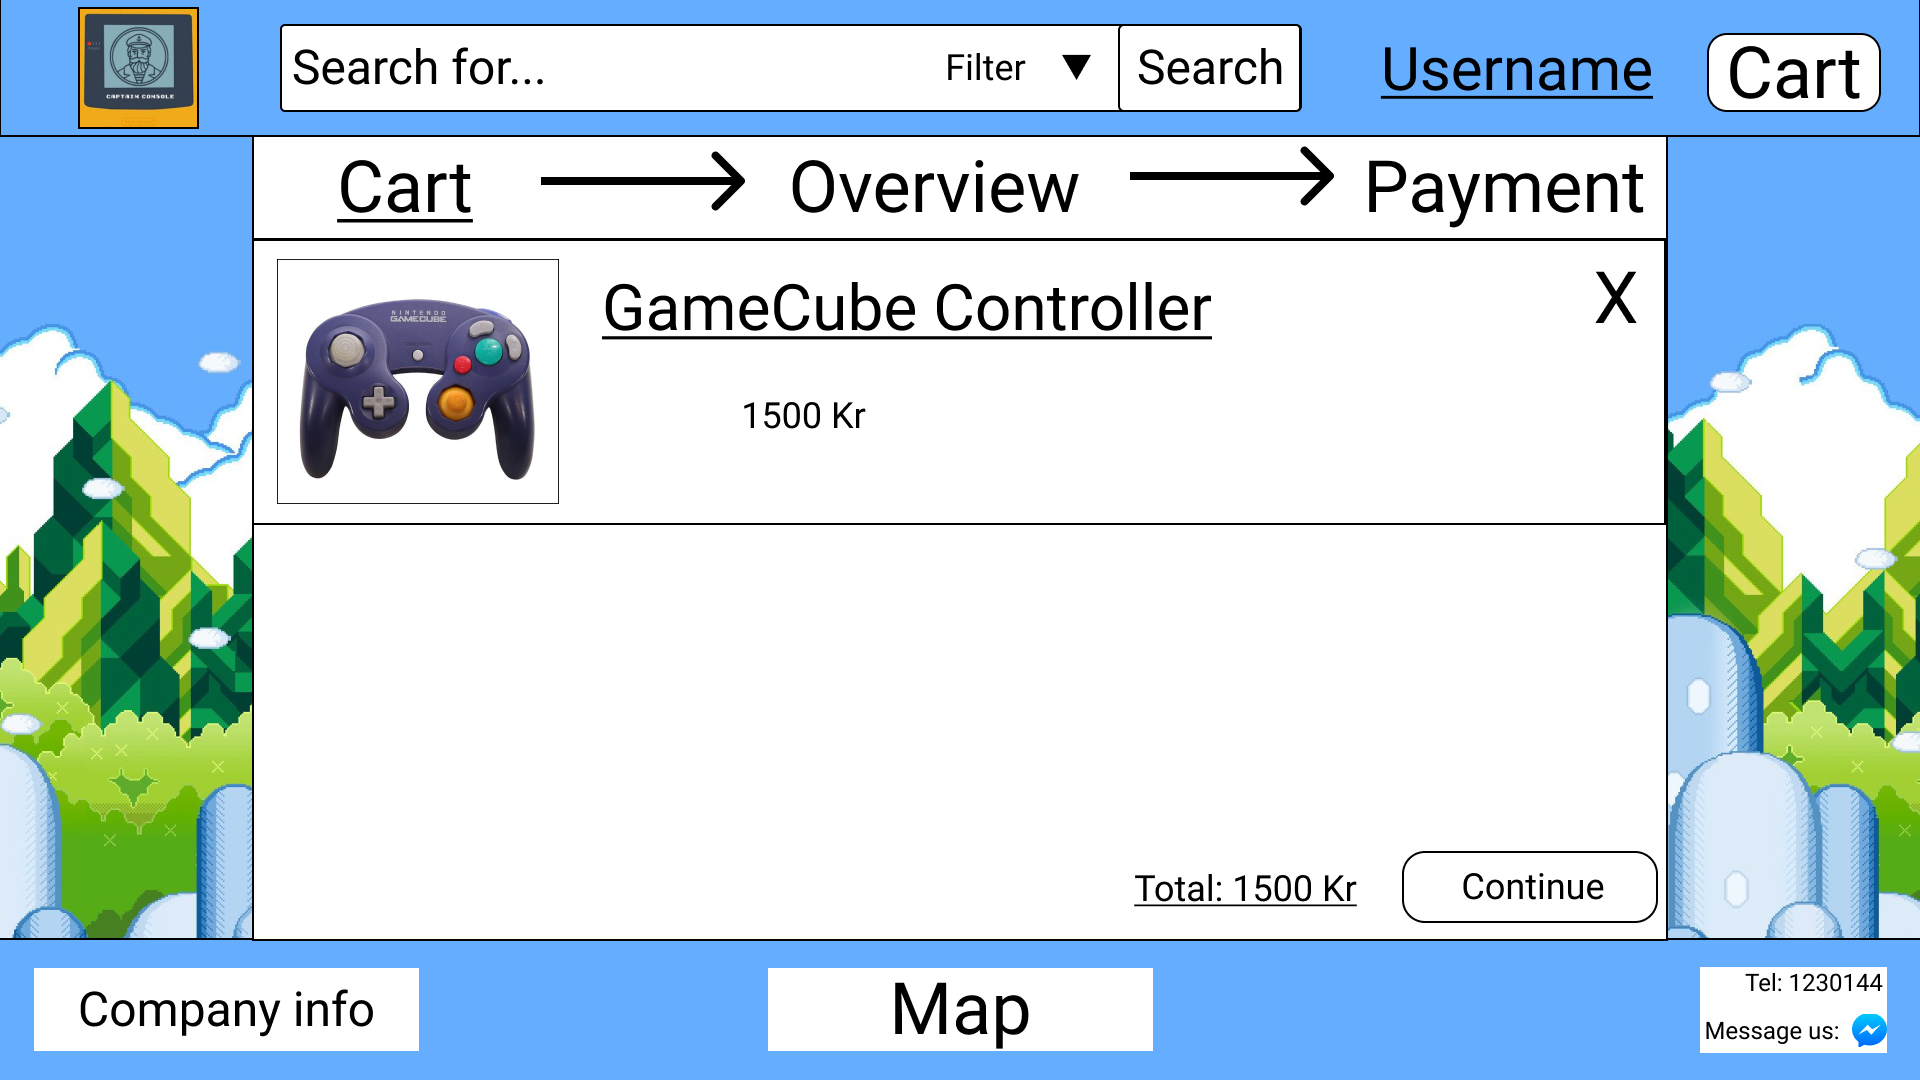 CAPTAIN CONSOLE
Search for...
Filter
Search
Username
Cart
Cart
Overview
Payment
NINTENDO
GAMECUBE
GameCube Controller
X
1500 Kr
Total: 1500 Kr
Continue
Company info
Map
Tel: 1230144
Message us: